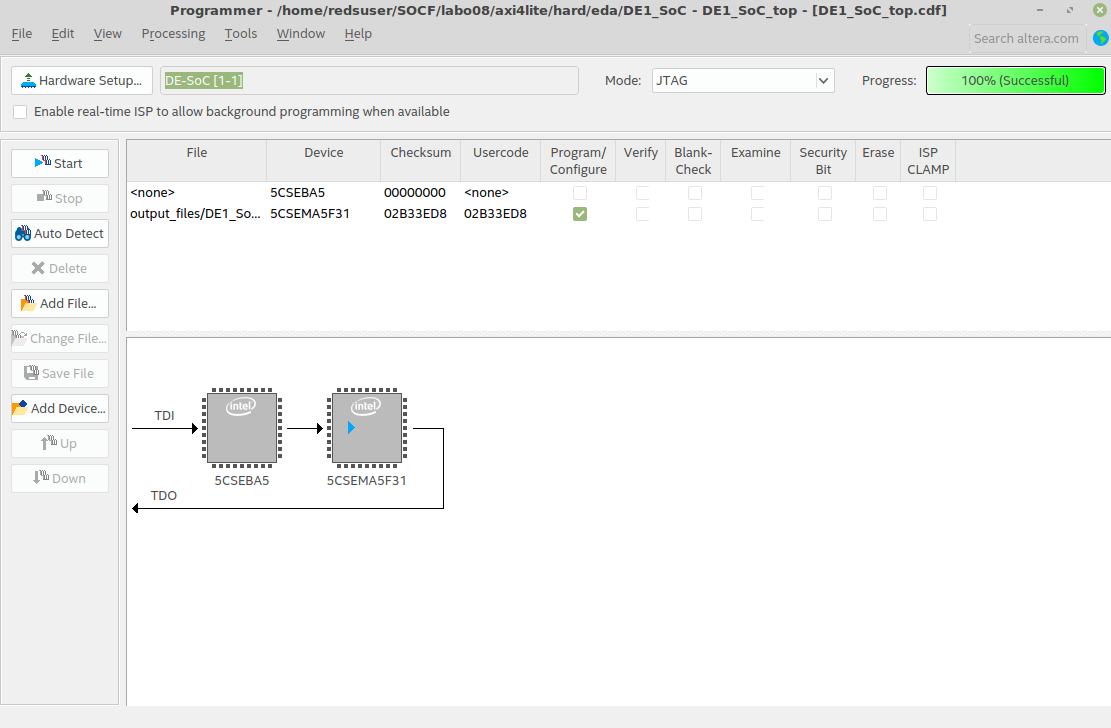 Programmer - /home/redsuser/SOCF/labo08/axi4lite/hard/eda/DE1_SoC - DE1_SoC_top - [DE1_SoC_top.cdf]
File Edit View Processing Tools Window Help
Search altera.com
Hardware Setup... DE-SoC [1-1] Mode: JTAG Progress: 100% (Successful)
Enable real-time ISP to allow background programming when available
Start
Stop
Auto Detect
Delete
Add File...
Change File...
Save File
Add Device...
Up
Down
File Device Checksum Usercode Program/ Verify Blank- Examine Security Erase ISP
Configure Check Bit CLAMP
<none> 5CSEBA5 00000000 <none>
output_files/DE1_So... 5CSEMA5F31 02B33ED8 02B33ED8
intel intel
TDI
5CSEBA5 5CSEMA5F31
TDO